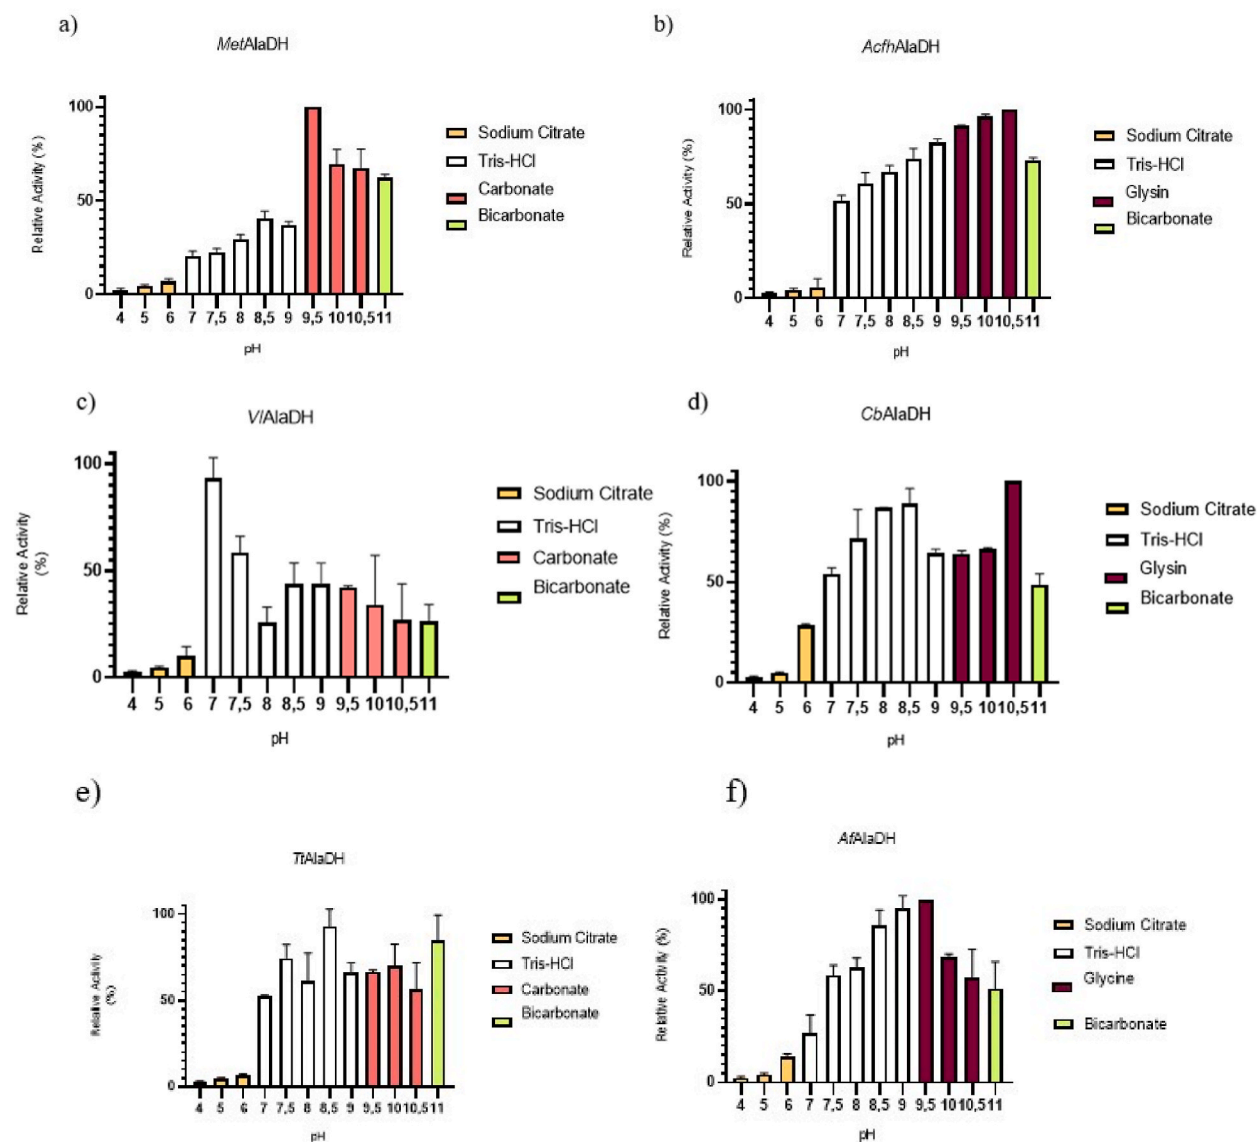 a)
MetAlaDH
100
50
0
Relative Activity (%)
4 5 6 7 7,5 8 8,5 9 9,5 10 10,5 11
pH
Sodium Citrate
Tris-HCl
Carbonate
Bicarbonate
b)
AcfhAlaDH
100
50
0
Relative Activity (%)
4 5 6 7 7,5 8 8,5 9 9,5 10 10,5 11
pH
Sodium Citrate
Tris-HCl
Glysin
Bicarbonate
c)
VlAlaDH
100
50
0
Relative Activity
(%)
4 5 6 7 7,5 8 8,5 9 9,5 10 10,5 11
pH
Sodium Citrate
Tris-HCl
Carbonate
Bicarbonate
d)
CbAlaDH
100
50
0
Relative Activity (%)
4 5 6 7 7,5 8 8,5 9 9,5 10 10,5 11
pH
Sodium Citrate
Tris-HCl
Glysin
Bicarbonate
e)
TtAlaDH
100
50
0
Relative Activity
(%)
4 5 6 7 7,5 8 8,5 9 9,5 10 10,5 11
pH
Sodium Citrate
Tris-HCl
Carbonate
Bicarbonate
f)
AfAlaDH
100
50
0
Relative Activity (%)
4 5 6 7 7,5 8 8,5 9 9,5 10 10,5 11
pH
Sodium Citrate
Tris-HCl
Glycine
Bicarbonate